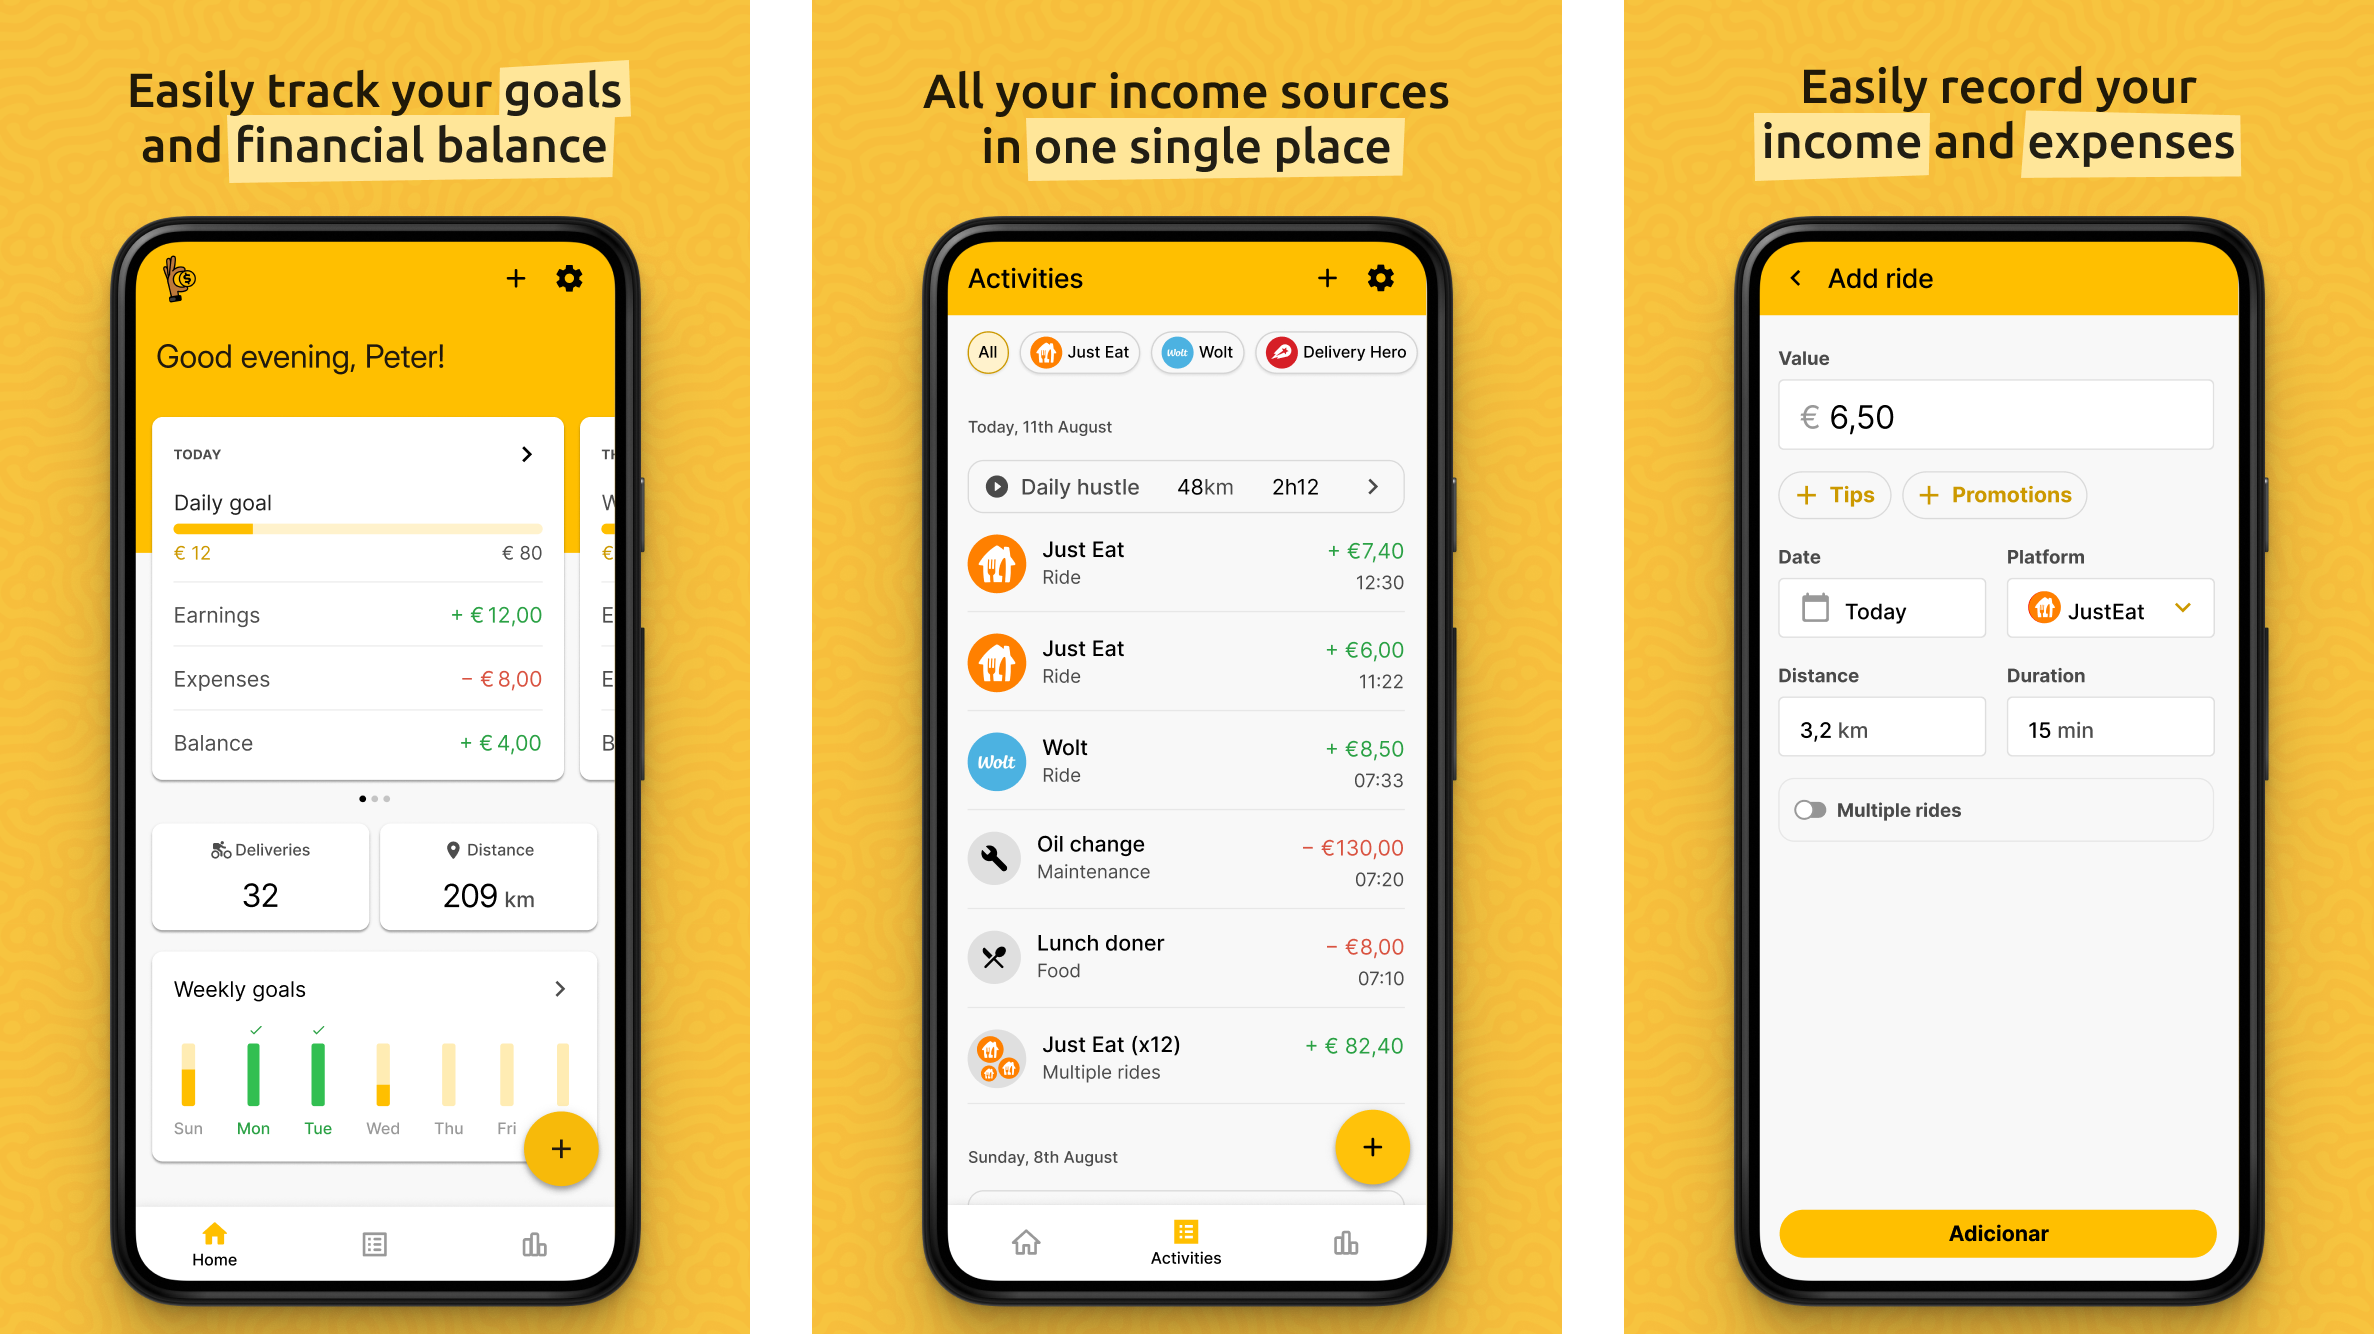 Easily track your goals
and financial balance
Good evening, Peter!
TODAY
Daily goal
€ 12 € 80
Earnings + € 12,00
Expenses − € 8,00
Balance + € 4,00
TH
W
€
E
E
B
Deliveries
32
Distance
209 km
Weekly goals
Sun Mon Tue Wed Thu Fri
Home
All your income sources
in one single place
Activities
All Just Eat Wolt Wolt Delivery Hero
Today, 11th August
Daily hustle 48km 2h12
Just Eat + €7,40
Ride 12:30
Just Eat + €6,00
Ride 11:22
Wolt
Wolt + €8,50
Ride 07:33
Oil change − €130,00
Maintenance 07:20
Lunch doner − €8,00
Food 07:10
Just Eat (x12) + € 82,40
Multiple rides
Sunday, 8th August
Activities
Easily record your
income and expenses
Add ride
Value
€ 6,50
+ Tips + Promotions
Date Platform
Today JustEat
Distance Duration
3,2 km 15 min
Multiple rides
Adicionar